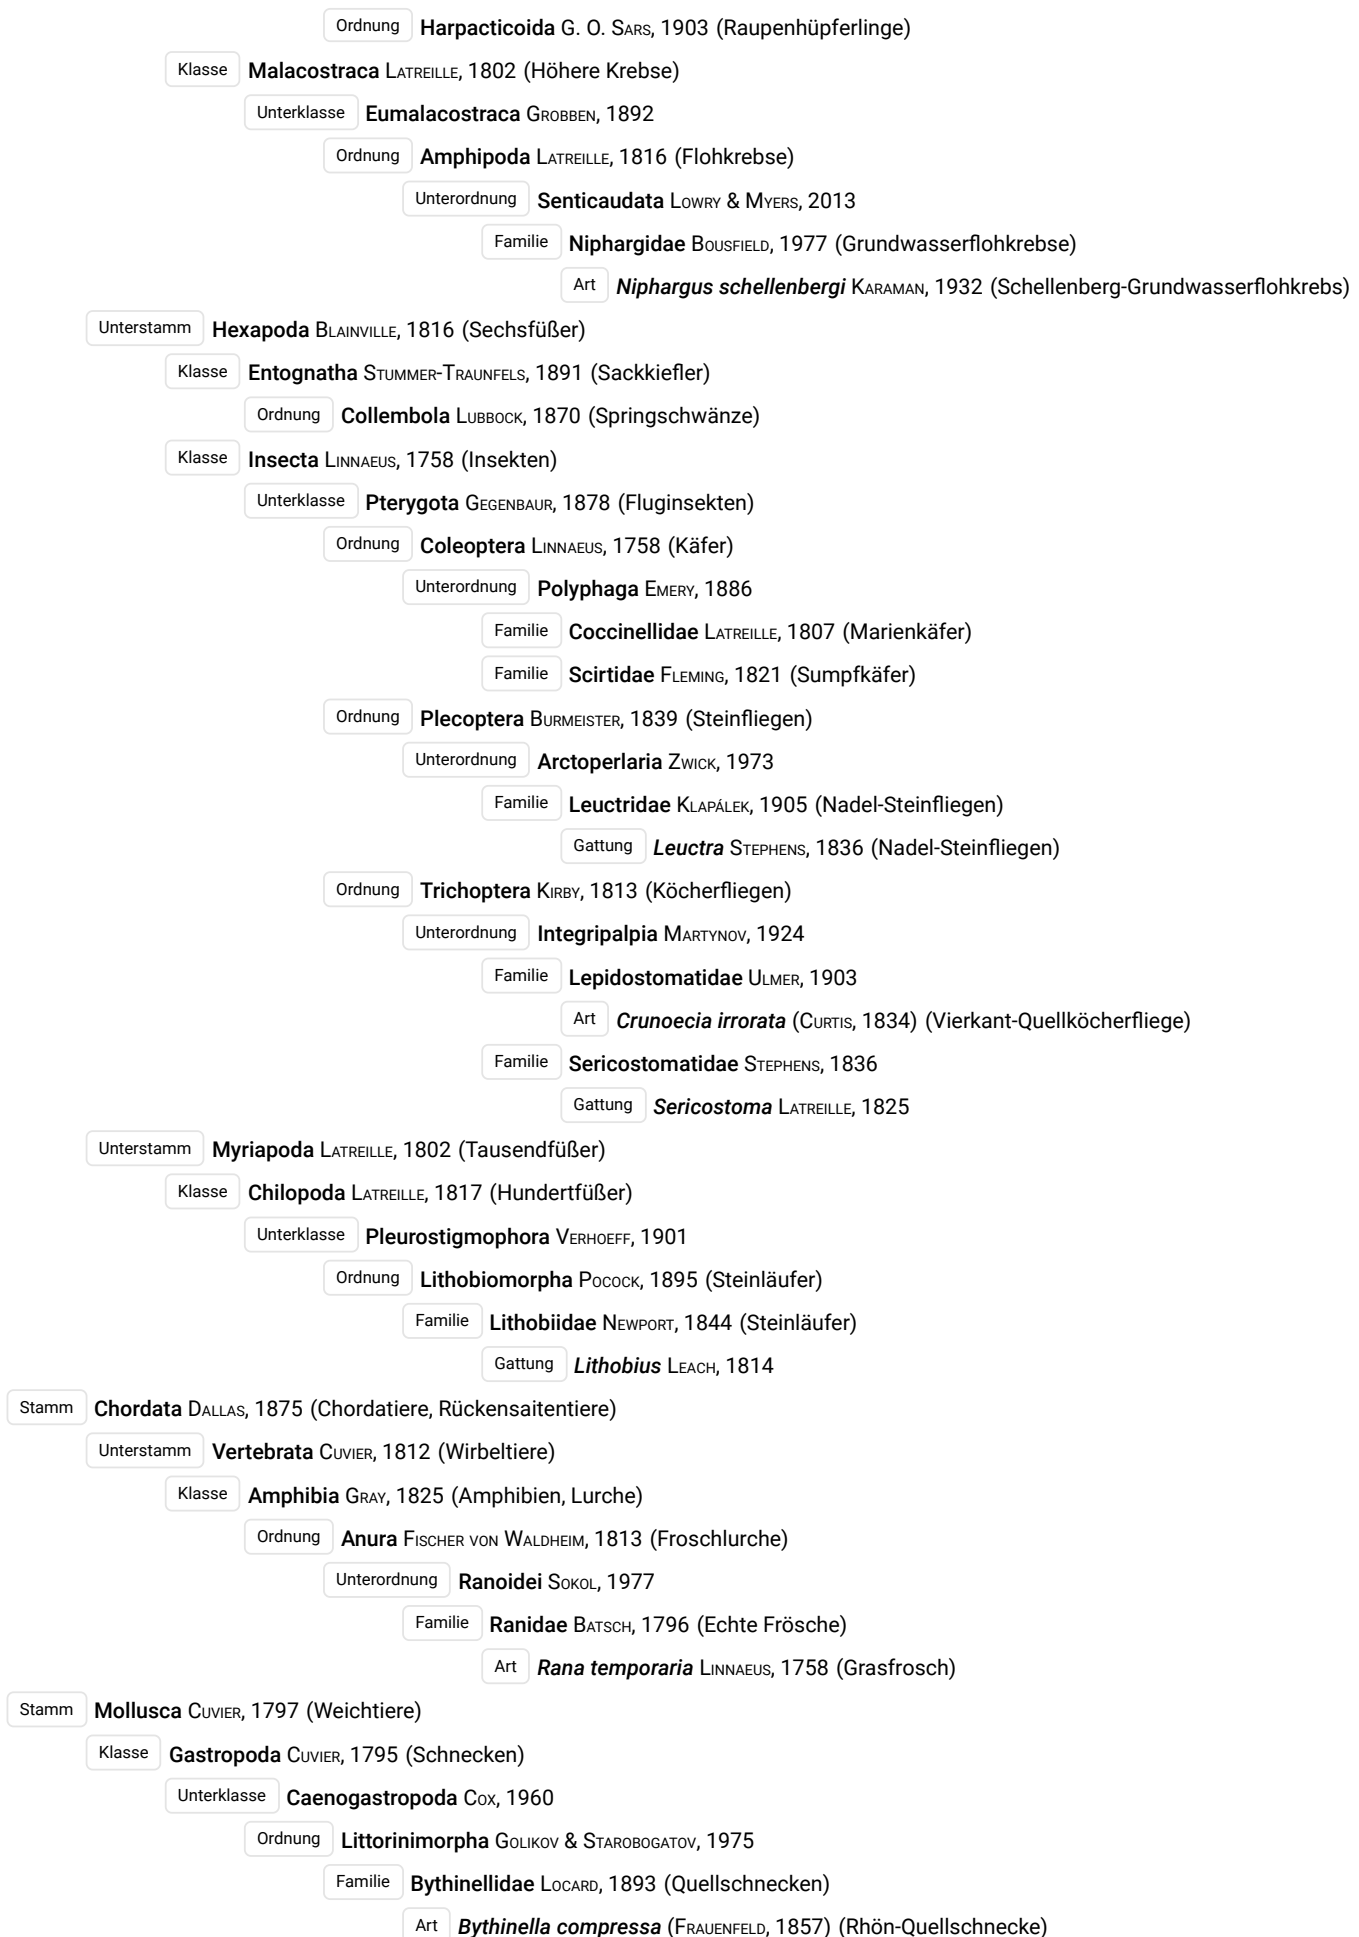 Ordnung Harpacticoida G. O. Sars, 1903 (Raupenhüpferlinge)
Klasse Malacostraca Latreille, 1802 (Höhere Krebse)
Unterklasse Eumalacostraca Grobben, 1892
Ordnung Amphipoda Latreille, 1816 (Flohkrebse)
Unterordnung Senticaudata Lowry & Myers, 2013
Familie Niphargidae Bousfield, 1977 (Grundwasserflohkrebse)
Art Niphargus schellenbergi Karaman, 1932 (Schellenberg-Grundwasserflohkrebs)
Unterstamm Hexapoda Blainville, 1816 (Sechsfüßer)
Klasse Entognatha Stummer-Traunfels, 1891 (Sackkiefler)
Ordnung Collembola Lubbock, 1870 (Springschwänze)
Klasse Insecta Linnaeus, 1758 (Insekten)
Unterklasse Pterygota Gegenbaur, 1878 (Fluginsekten)
Ordnung Coleoptera Linnaeus, 1758 (Käfer)
Unterordnung Polyphaga Emery, 1886
Familie Coccinellidae Latreille, 1807 (Marienkäfer)
Familie Scirtidae Fleming, 1821 (Sumpfkäfer)
Ordnung Plecoptera Burmeister, 1839 (Steinfliegen)
Unterordnung Arctoperlaria Zwick, 1973
Familie Leuctridae Klapálek, 1905 (Nadel-Steinfliegen)
Gattung Leuctra Stephens, 1836 (Nadel-Steinfliegen)
Ordnung Trichoptera Kirby, 1813 (Köcherfliegen)
Unterordnung Integripalpia Martynov, 1924
Familie Lepidostomatidae Ulmer, 1903
Art Crunoecia irrorata (Curtis, 1834) (Vierkant-Quellköcherfliege)
Familie Sericostomatidae Stephens, 1836
Gattung Sericostoma Latreille, 1825
Unterstamm Myriapoda Latreille, 1802 (Tausendfüßer)
Klasse Chilopoda Latreille, 1817 (Hundertfüßer)
Unterklasse Pleurostigmophora Verhoeff, 1901
Ordnung Lithobiomorpha Pocock, 1895 (Steinläufer)
Familie Lithobiidae Newport, 1844 (Steinläufer)
Gattung Lithobius Leach, 1814
Stamm Chordata Dallas, 1875 (Chordatiere, Rückensaitentiere)
Unterstamm Vertebrata Cuvier, 1812 (Wirbeltiere)
Klasse Amphibia Gray, 1825 (Amphibien, Lurche)
Ordnung Anura Fischer von Waldheim, 1813 (Froschlurche)
Unterordnung Ranoidei Sokol, 1977
Familie Ranidae Batsch, 1796 (Echte Frösche)
Art Rana temporaria Linnaeus, 1758 (Grasfrosch)
Stamm Mollusca Cuvier, 1797 (Weichtiere)
Klasse Gastropoda Cuvier, 1795 (Schnecken)
Unterklasse Caenogastropoda Cox, 1960
Ordnung Littorinimorpha Golikov & Starobogatov, 1975
Familie Bythinellidae Locard, 1893 (Quellschnecken)
Art Bythinella compressa (Frauenfeld, 1857) (Rhön-Quellschnecke)